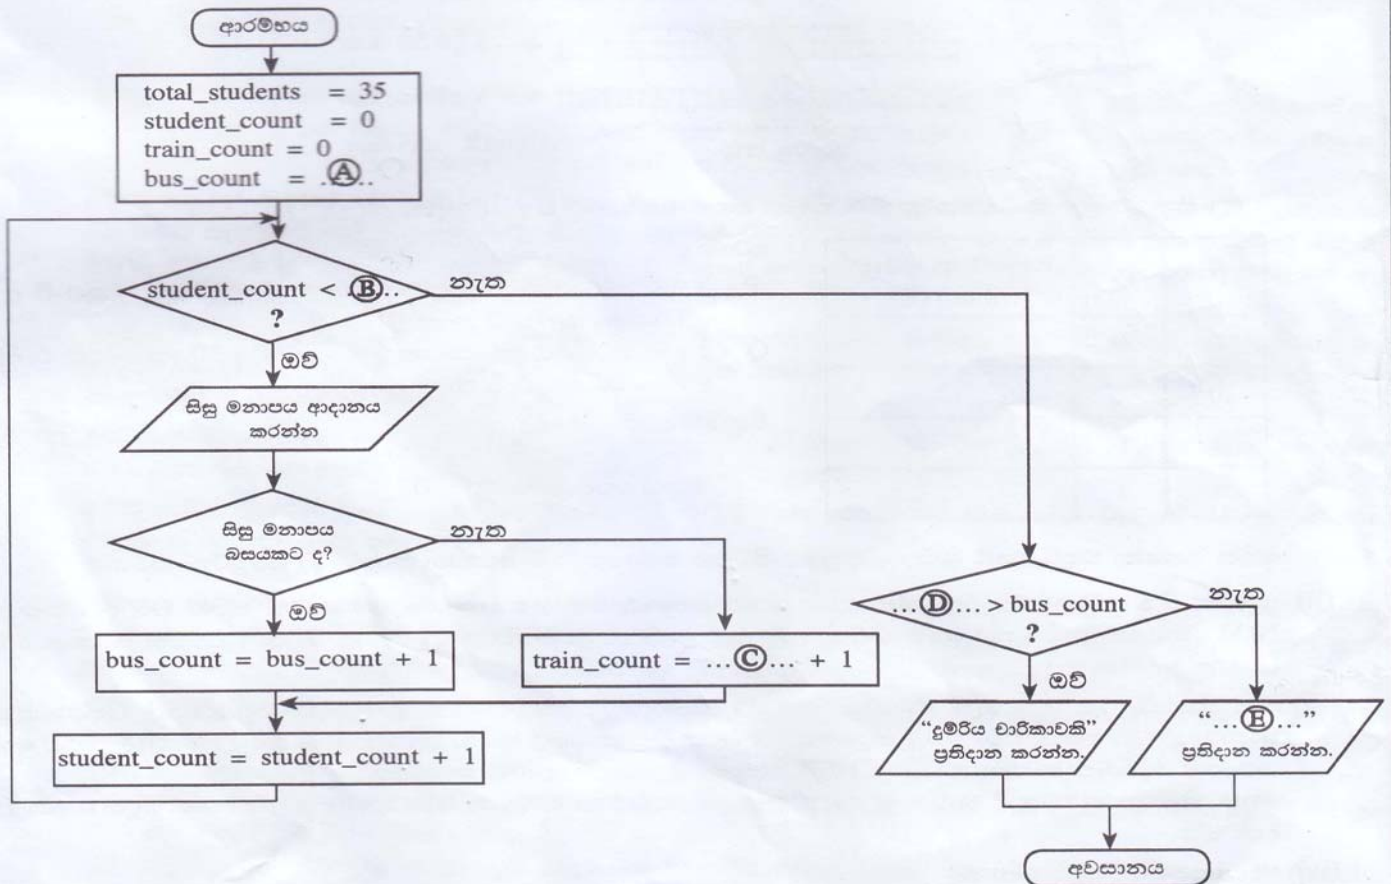 ආරම්භය
total_students = 35
student_count = 0
train_count = 0
bus_count = ..Ⓐ..
student_count < .Ⓑ..
?
නැත
ඔව්
සිසු මනාපය ආදානය
කරන්න
සිසු මනාපය
බසයකට ද?
නැත
ඔව්
bus_count = bus_count + 1
train_count = ...Ⓒ... + 1
student_count = student_count + 1
...Ⓓ... > bus_count
?
නැත
ඔව්
“දුම්රිය චාරිකාවකි”
ප්‍රතිදාන කරන්න.
“...Ⓔ...”
ප්‍රතිදාන කරන්න.
අවසානය